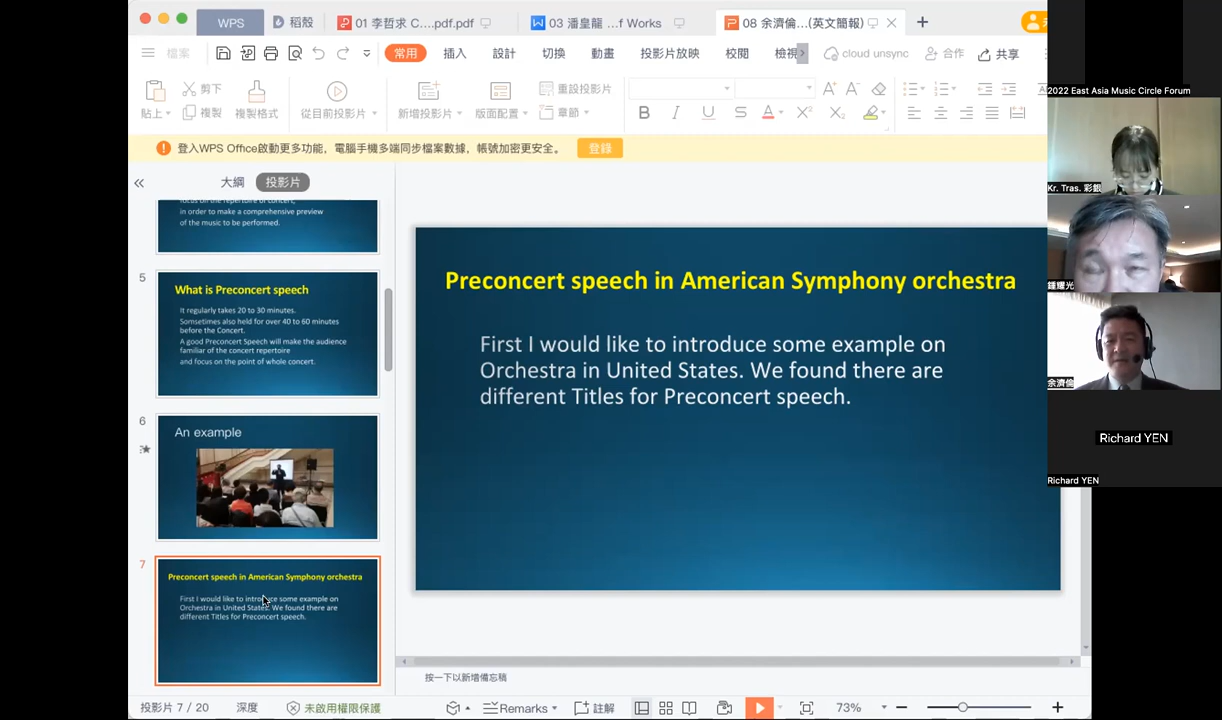 WPS
稻殼
01 李哲求 C....pdf.pdf
03 潘皇龍 ...f Works
08 余濟倫...(英文簡報)
檔案
常用
插入
設計
切換
動畫
投影片放映
校閱
檢視
cloud unsync
合作
共享
貼上
剪下
複製
複製格式
從目前投影片
新增投影片
版面配置
重設投影片
章節
登入WPS Office啟動更多功能，電腦手機多端同步檔案數據，帳號加密更安全。
登錄
大綱
投影片
focus on the repertoire of concert,
in order to make a comprehensive preview
of the music to be performed.
5
What is Preconcert speech
It regularly takes 20 to 30 minutes.
Somsetimes also held for over 40 to 60 minutes
before the Concert.
A good Preconcert Speech will make the audience
familiar of the concert repertoire
and focus on the point of whole concert.
6
An example
7
Preconcert speech in American Symphony orchestra
First I would like to introduce some example on
Orchestra in United States. We found there are
different Titles for Preconcert speech.
Preconcert speech in American Symphony orchestra
First I would like to introduce some example on
Orchestra in United States. We found there are
different Titles for Preconcert speech.
按一下以新增備忘稿
投影片 7 / 20
深度
未啟用權限保護
Remarks
註解
73%
2022 East Asia Music Circle Forum
Kr. Tras. 彩銀
鍾耀光
余濟倫
Richard YEN
Richard YEN